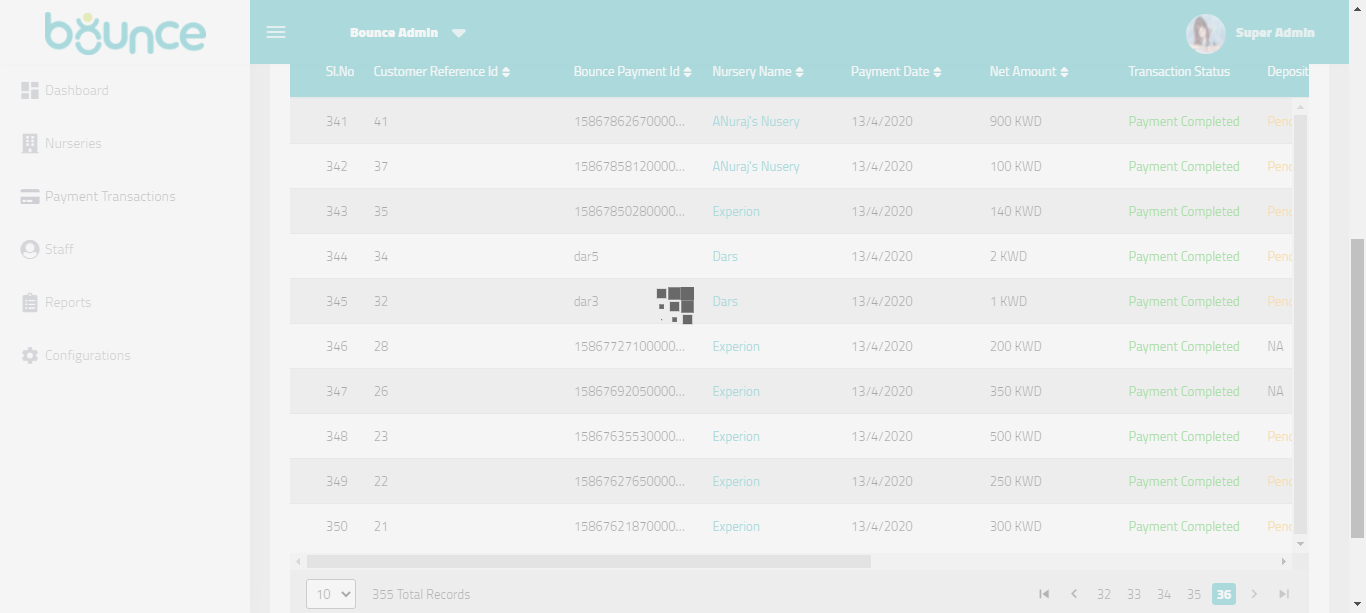 bounce
Bounce Admin
Super Admin
Dashboard
Nurseries
Payment Transactions
Staff
Reports
Configurations
Sl.No Customer Reference Id Bounce Payment Id Nursery Name Payment Date Net Amount Transaction Status Deposit
341 41 15867862670000... ANuraj's Nusery 13/4/2020 900 KWD Payment Completed Pen
342 37 15867858120000... ANuraj's Nusery 13/4/2020 100 KWD Payment Completed Pen
343 35 15867850280000... Experion 13/4/2020 140 KWD Payment Completed Pen
344 34 dar5 Dars 13/4/2020 2 KWD Payment Completed Pen
345 32 dar3 Dars 13/4/2020 1 KWD Payment Completed Pen
346 28 15867727100000... Experion 13/4/2020 200 KWD Payment Completed NA
347 26 15867692050000... Experion 13/4/2020 350 KWD Payment Completed NA
348 23 15867635530000... Experion 13/4/2020 500 KWD Payment Completed Pen
349 22 15867627650000... Experion 13/4/2020 250 KWD Payment Completed Pen
350 21 15867621870000... Experion 13/4/2020 300 KWD Payment Completed Pen
10 355 Total Records 32 33 34 35 36